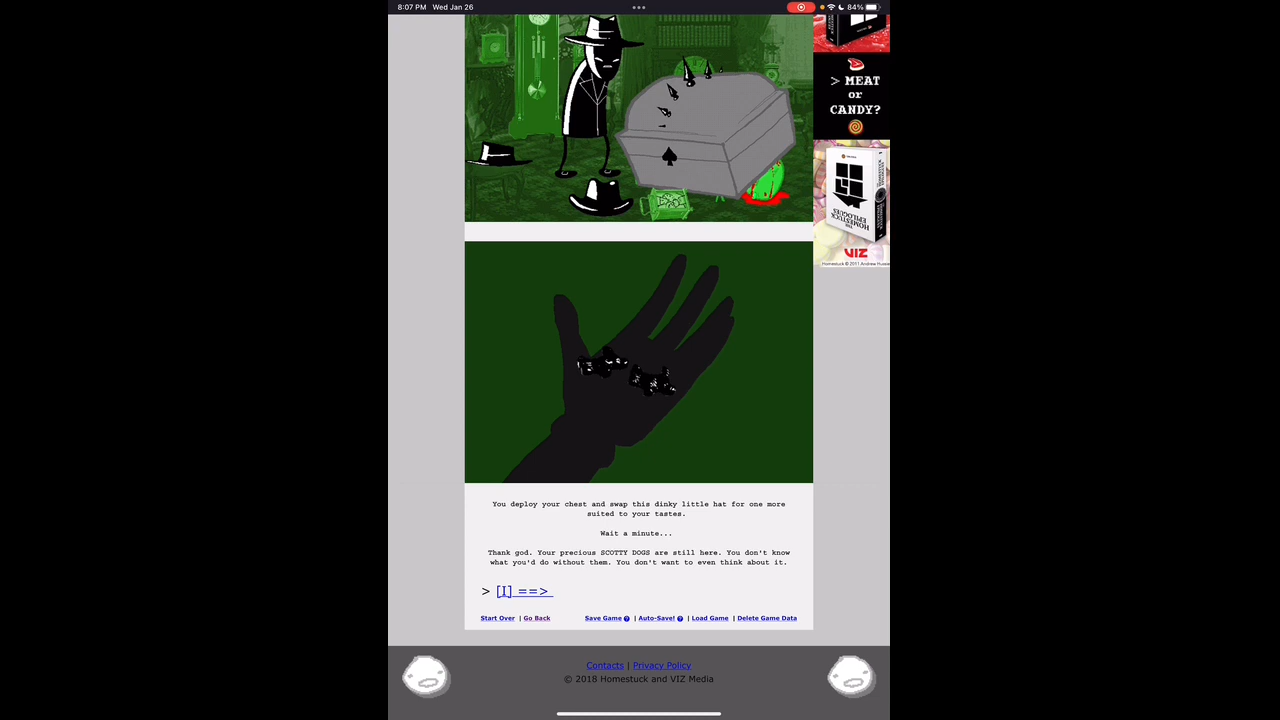 8:07 PM Wed Jan 26
84%
> MEAT
or
CANDY?
THE
HOMESTUCK
EPILOGUES
VIZ
You deploy your chest and swap this dinky little hat for one more
suited to your tastes.
Wait a minute...
Thank god. Your precious SCOTTY DOGS are still here. You don't know
what you'd do without them. You don't want to even think about it.
> [I] ==>
Start Over | Go Back Save Game ? | Auto-Save! ? | Load Game | Delete Game Data
Contacts | Privacy Policy
© 2018 Homestuck and VIZ Media